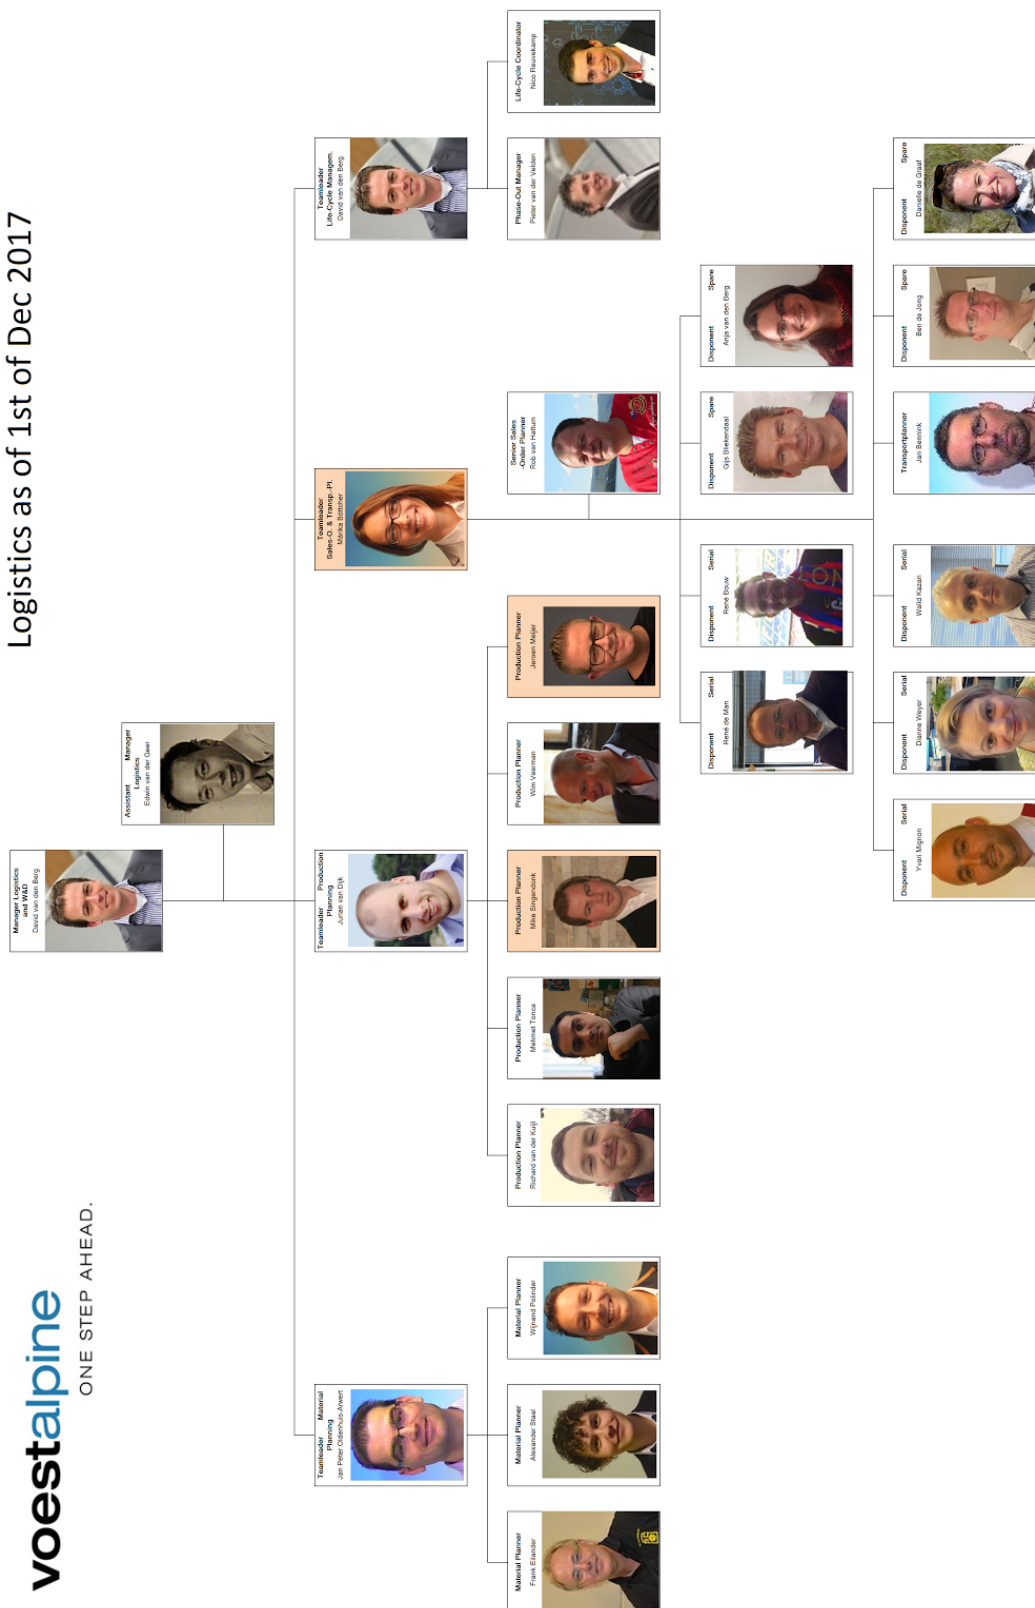 Logistics as of 1st of Dec 2017
voestalpine
ONE STEP AHEAD.
Manager Logistics
and W&D
David van den Berg
Assistant Manager
Logistics
Edwin van der Geer
Teamleader Material
Planning
Jan Peter Oldenhuis-Arwert
Teamleader Production
Planning
Jurian van Dijk
Teamleader
Sales-O. & Transp.-Pl.
Marika Böttcher
Teamleader
Life-Cycle Managem.
David van den Berg
Material Planner
Frank Eilander
Material Planner
Alexander Staal
Material Planner
Wijnand Polinder
Production Planner
Richard van der Kuijl
Production Planner
Mehmet Tonca
Production Planner
Mike Singendonk
Production Planner
Wim Veerman
Production Planner
Jeroen Meijer
Senior Sales
-Order Planner
Rob van Hattum
Phase-Out Manager
Pieter van der Velden
Life-Cycle Coordinator
Nico Reuvekamp
Disponent Serial
René de Man
Disponent Serial
René Bouw
Disponent Spare
Gijs Bliekendaal
Disponent Spare
Anja van den Berg
Disponent Serial
Yvari Mignon
Disponent Serial
Dianne Weyer
Disponent Serial
Walid Kazan
Transportplanner
Jan Bennink
Disponent Spare
Ben de Jong
Disponent Spare
Danielle de Graaf